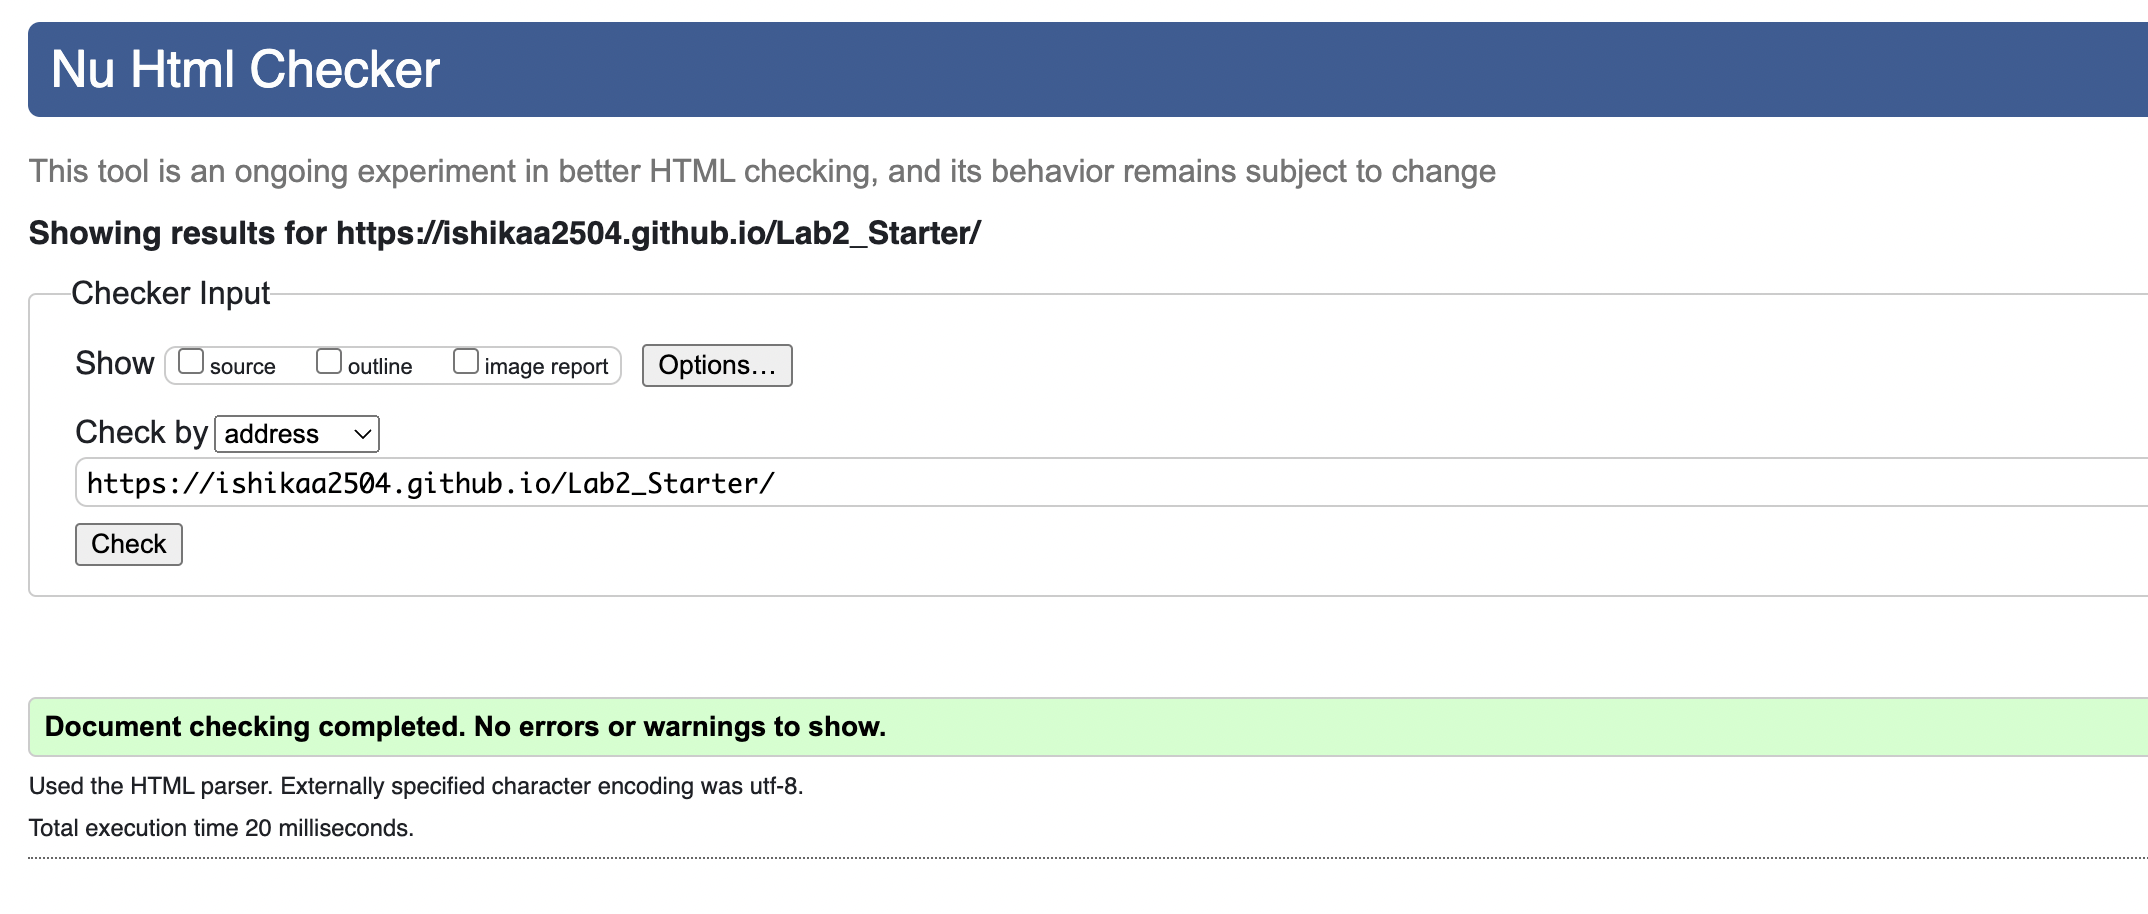 Nu Html Checker
This tool is an ongoing experiment in better HTML checking, and its behavior remains subject to change
Showing results for https://ishikaa2504.github.io/Lab2_Starter/
Checker Input
Show source outline image report Options...
Check by address
https://ishikaa2504.github.io/Lab2_Starter/
Check
Document checking completed. No errors or warnings to show.
Used the HTML parser. Externally specified character encoding was utf-8.
Total execution time 20 milliseconds.